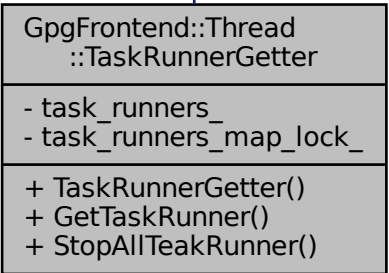 GpgFrontend::Thread
::TaskRunnerGetter
- task_runners_
- task_runners_map_lock_
+ TaskRunnerGetter()
+ GetTaskRunner()
+ StopAllTeakRunner()